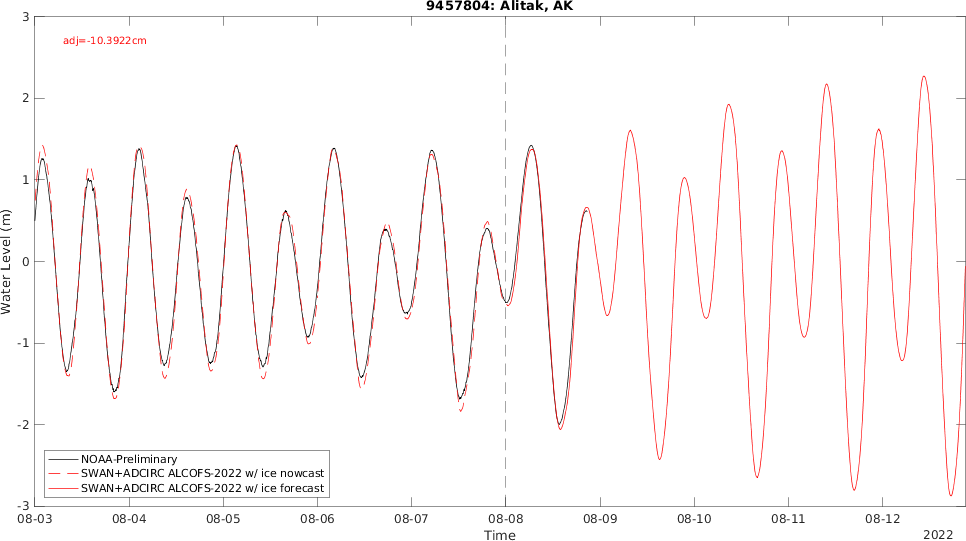 9457804: Alitak, AK
adj=-10.3922cm
3
2
1
0
-1
-2
-3
Water Level (m)
NOAA-Preliminary
SWAN+ADCIRC ALCOFS-2022 w/ ice nowcast
SWAN+ADCIRC ALCOFS-2022 w/ ice forecast
08-03 08-04 08-05 08-06 08-07 08-08 08-09 08-10 08-11 08-12
Time
2022